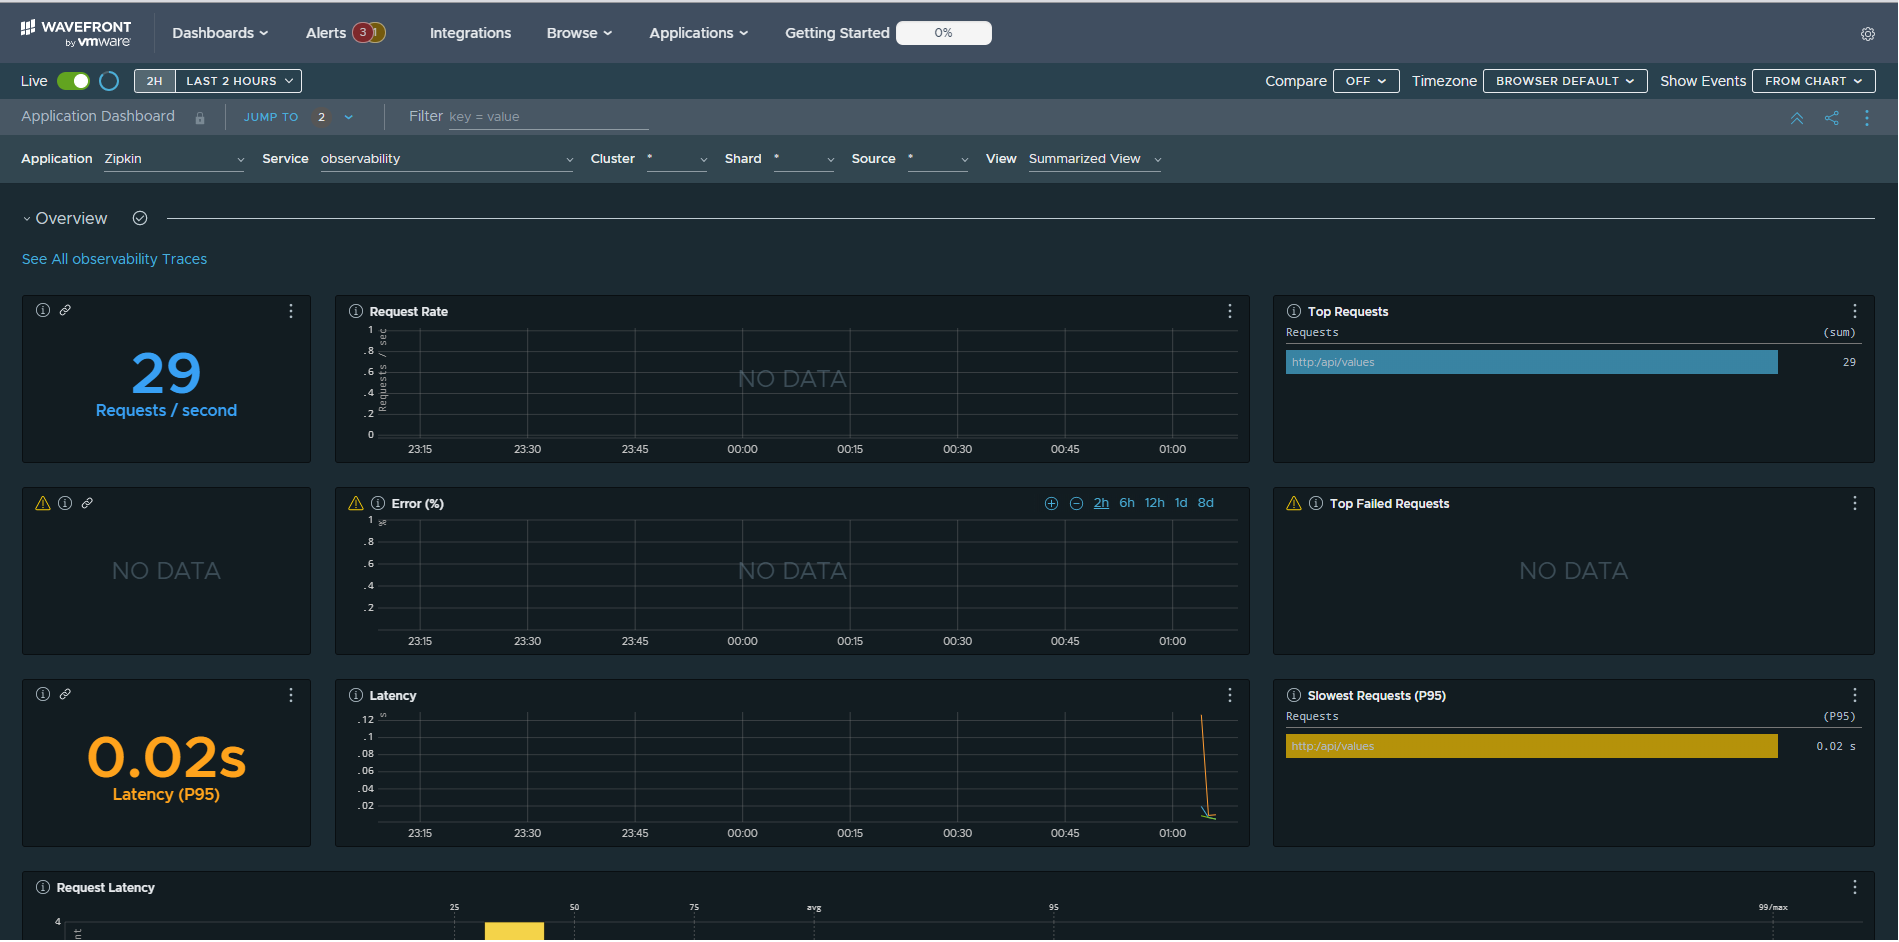 WAVEFRONT
by vmware
Dashboards
Alerts 3 1
Integrations
Browse
Applications
Getting Started 0%
Live 2H LAST 2 HOURS
Compare OFF Timezone BROWSER DEFAULT Show Events FROM CHART
Application Dashboard JUMP TO 2 Filter key = value
Application Zipkin Service observability Cluster * Shard * Source * View Summarized View
Overview
See All observability Traces
29
Requests / second
Request Rate
Requests / sec
1
.8
.6
.4
.2
0
NO DATA
23:15 23:30 23:45 00:00 00:15 00:30 00:45 01:00
Top Requests
Requests (sum)
http:/api/values 29
NO DATA
Error (%)
2h 6h 12h 1d 8d
%
1
.8
.6
.4
.2
NO DATA
23:15 23:30 23:45 00:00 00:15 00:30 00:45 01:00
Top Failed Requests
NO DATA
0.02s
Latency (P95)
Latency
s
.12
.1
.08
.06
.04
.02
23:15 23:30 23:45 00:00 00:15 00:30 00:45 01:00
Slowest Requests (P95)
Requests (P95)
http:/api/values 0.02 s
Request Latency
25 50 75 avg 95 99/max
4